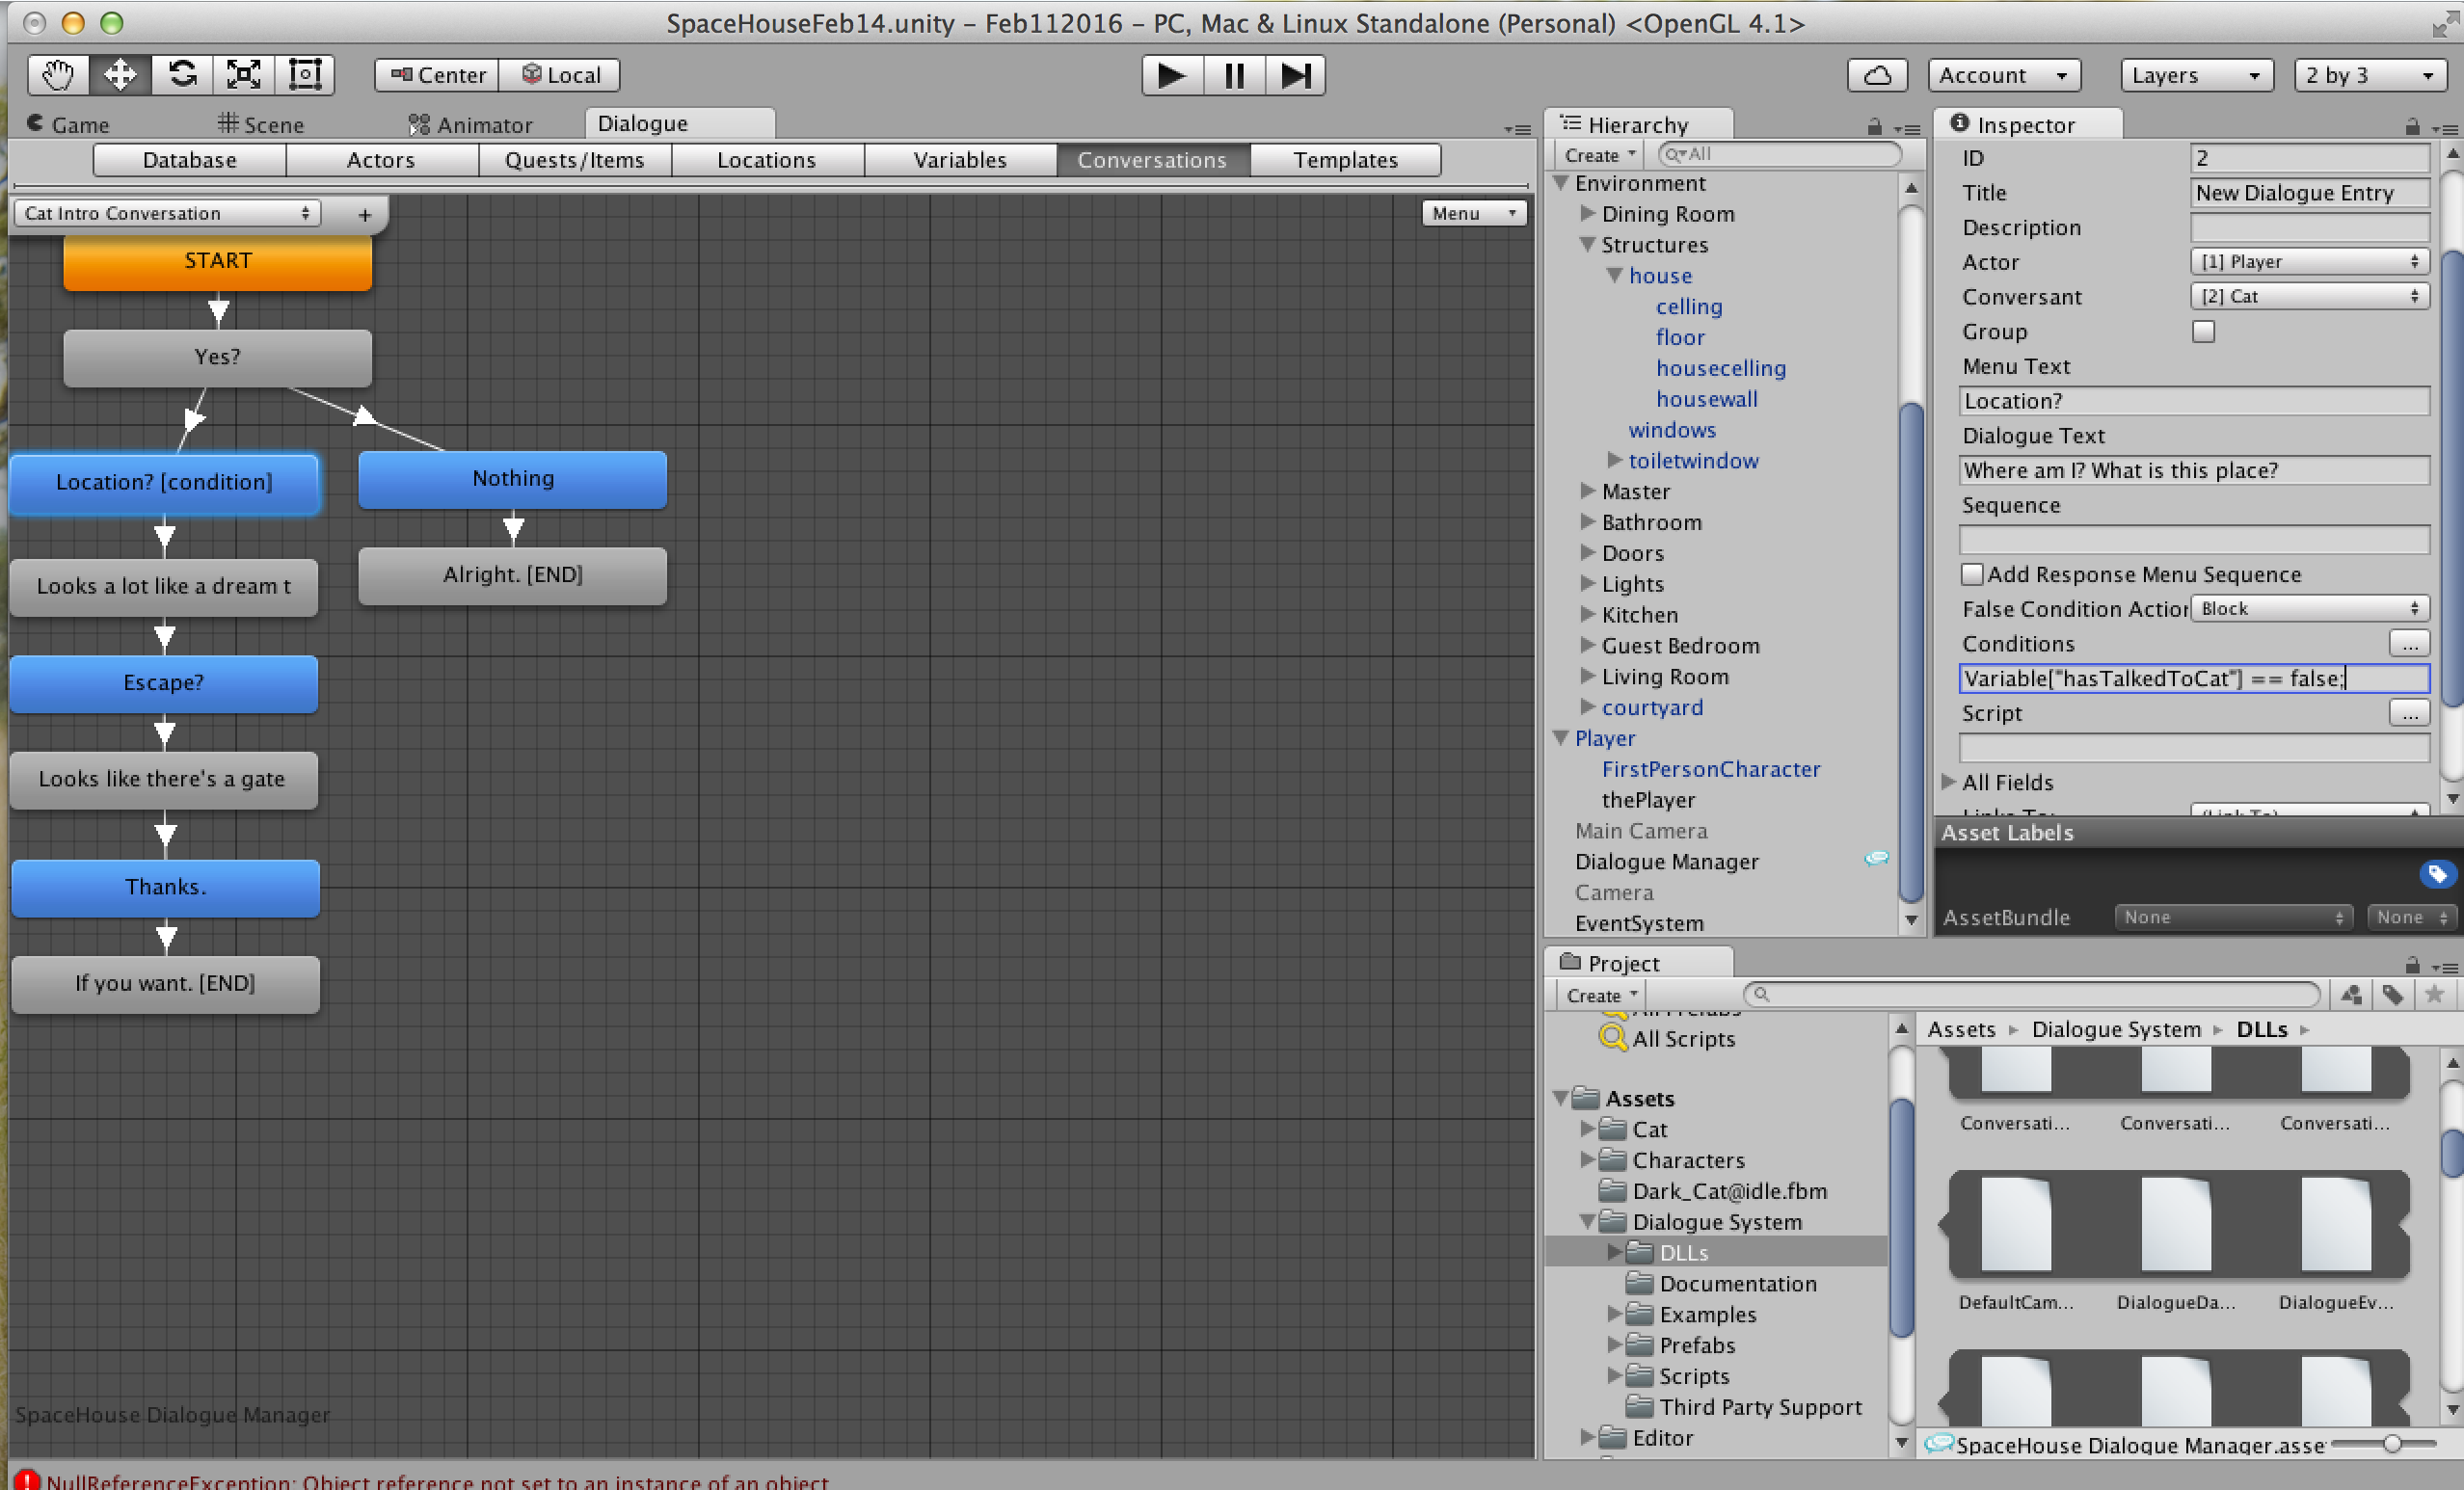 SpaceHouseFeb14.unity – Feb112016 – PC, Mac & Linux Standalone (Personal) <OpenGL 4.1>
Center Local
Account Layers 2 by 3
Game Scene Animator Dialogue
Database Actors Quests/Items Locations Variables Conversations Templates
Cat Intro Conversation +
Menu
START
Yes?
Location? [condition]
Nothing
Looks a lot like a dream t
Alright. [END]
Escape?
Looks like there's a gate
Thanks.
If you want. [END]
SpaceHouse Dialogue Manager
Hierarchy
Create All
Environment
Dining Room
Structures
house
celling
floor
housecelling
housewall
windows
toiletwindow
Master
Bathroom
Doors
Lights
Kitchen
Guest Bedroom
Living Room
courtyard
Player
FirstPersonCharacter
thePlayer
Main Camera
Dialogue Manager
Camera
EventSystem
Inspector
ID 2
Title New Dialogue Entry
Description
Actor [1] Player
Conversant [2] Cat
Group
Menu Text
Location?
Dialogue Text
Where am I? What is this place?
Sequence
Add Response Menu Sequence
False Condition Action Block
Conditions ...
Variable["hasTalkedToCat"] == false;
Script ...
All Fields
Links To: (Link To)
Asset Labels
AssetBundle None None
Project
Create
All Prefabs
All Scripts
Assets
Cat
Characters
Dark_Cat@idle.fbm
Dialogue System
DLLs
Documentation
Examples
Prefabs
Scripts
Third Party Support
Editor
Assets Dialogue System DLLs
Conversati... Conversati... Conversati...
DefaultCam... DialogueDa... DialogueEv...
SpaceHouse Dialogue Manager.asse
NullReferenceException: Object reference not set to an instance of an object